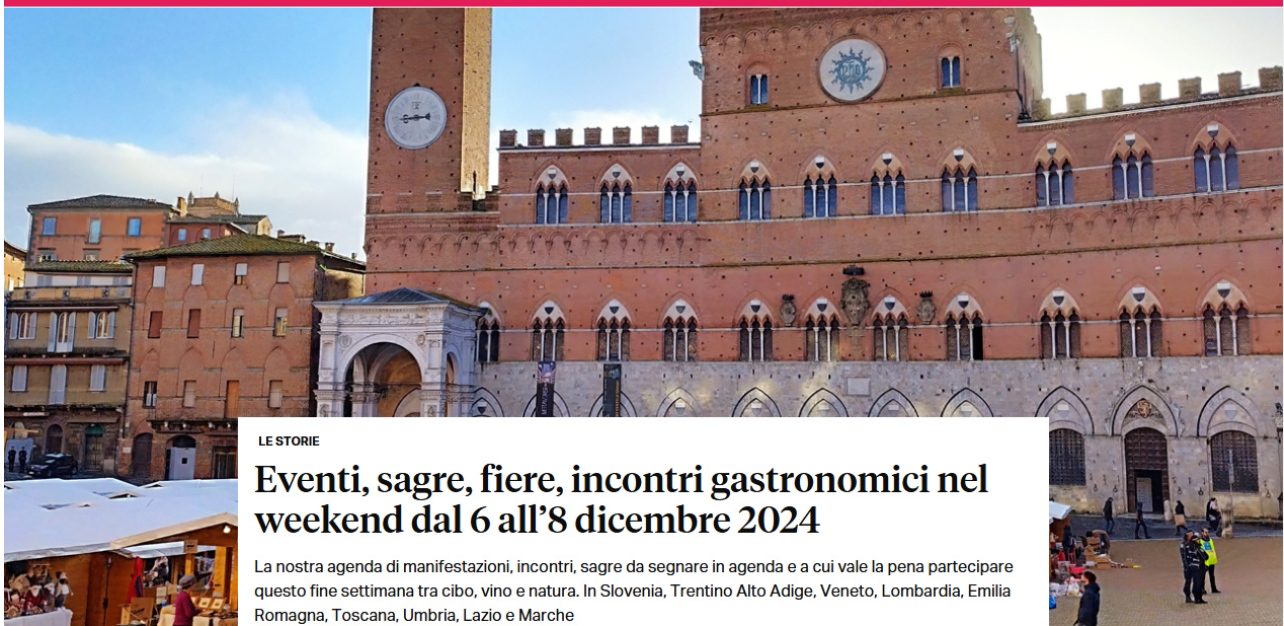 LE STORIE
Eventi, sagre, fiere, incontri gastronomici nel
weekend dal 6 all’8 dicembre 2024
La nostra agenda di manifestazioni, incontri, sagre da segnare in agenda e a cui vale la pena partecipare
questo fine settimana tra cibo, vino e natura. In Slovenia, Trentino Alto Adige, Veneto, Lombardia, Emilia
Romagna, Toscana, Umbria, Lazio e Marche